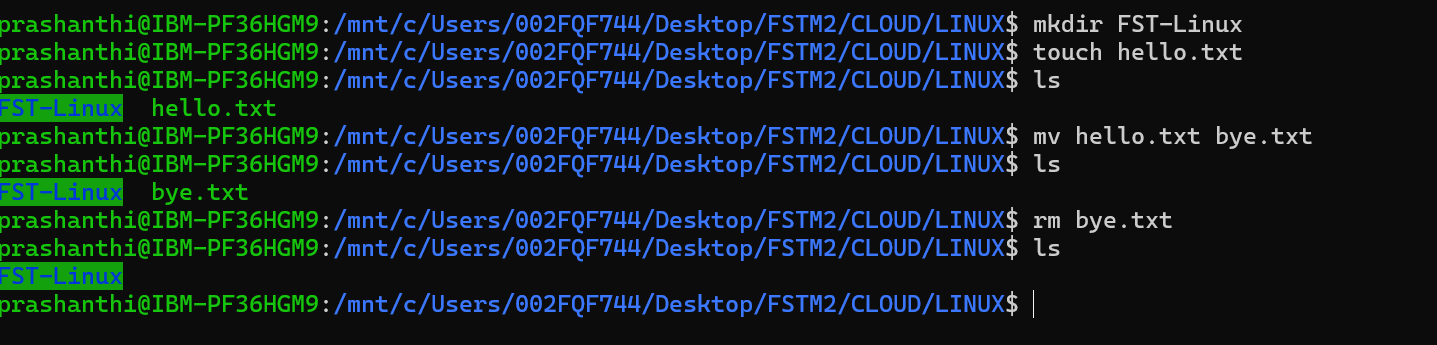 prashanthi@IBM-PF36HGM9:/mnt/c/Users/002FQF744/Desktop/FSTM2/CLOUD/LINUX$ mkdir FST-Linux
prashanthi@IBM-PF36HGM9:/mnt/c/Users/002FQF744/Desktop/FSTM2/CLOUD/LINUX$ touch hello.txt
prashanthi@IBM-PF36HGM9:/mnt/c/Users/002FQF744/Desktop/FSTM2/CLOUD/LINUX$ ls
FST-Linux  hello.txt
prashanthi@IBM-PF36HGM9:/mnt/c/Users/002FQF744/Desktop/FSTM2/CLOUD/LINUX$ mv hello.txt bye.txt
prashanthi@IBM-PF36HGM9:/mnt/c/Users/002FQF744/Desktop/FSTM2/CLOUD/LINUX$ ls
FST-Linux  bye.txt
prashanthi@IBM-PF36HGM9:/mnt/c/Users/002FQF744/Desktop/FSTM2/CLOUD/LINUX$ rm bye.txt
prashanthi@IBM-PF36HGM9:/mnt/c/Users/002FQF744/Desktop/FSTM2/CLOUD/LINUX$ ls
FST-Linux
prashanthi@IBM-PF36HGM9:/mnt/c/Users/002FQF744/Desktop/FSTM2/CLOUD/LINUX$